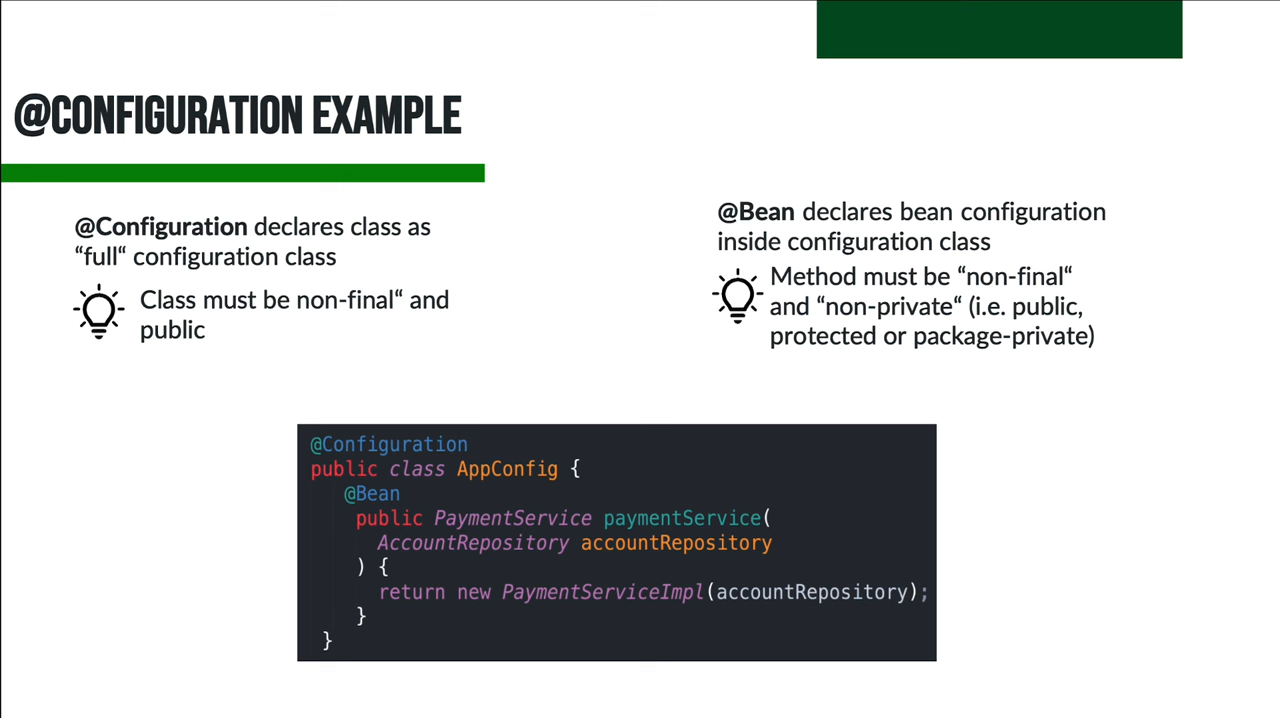 @CONFIGURATION EXAMPLE
@Configuration declares class as
“full“ configuration class
Class must be non-final“ and
public
@Bean declares bean configuration
inside configuration class
Method must be “non-final“
and “non-private“ (i.e. public,
protected or package-private)
@Configuration
public class AppConfig {
@Bean
public PaymentService paymentService(
AccountRepository accountRepository
) {
return new PaymentServiceImpl(accountRepository);
}
}